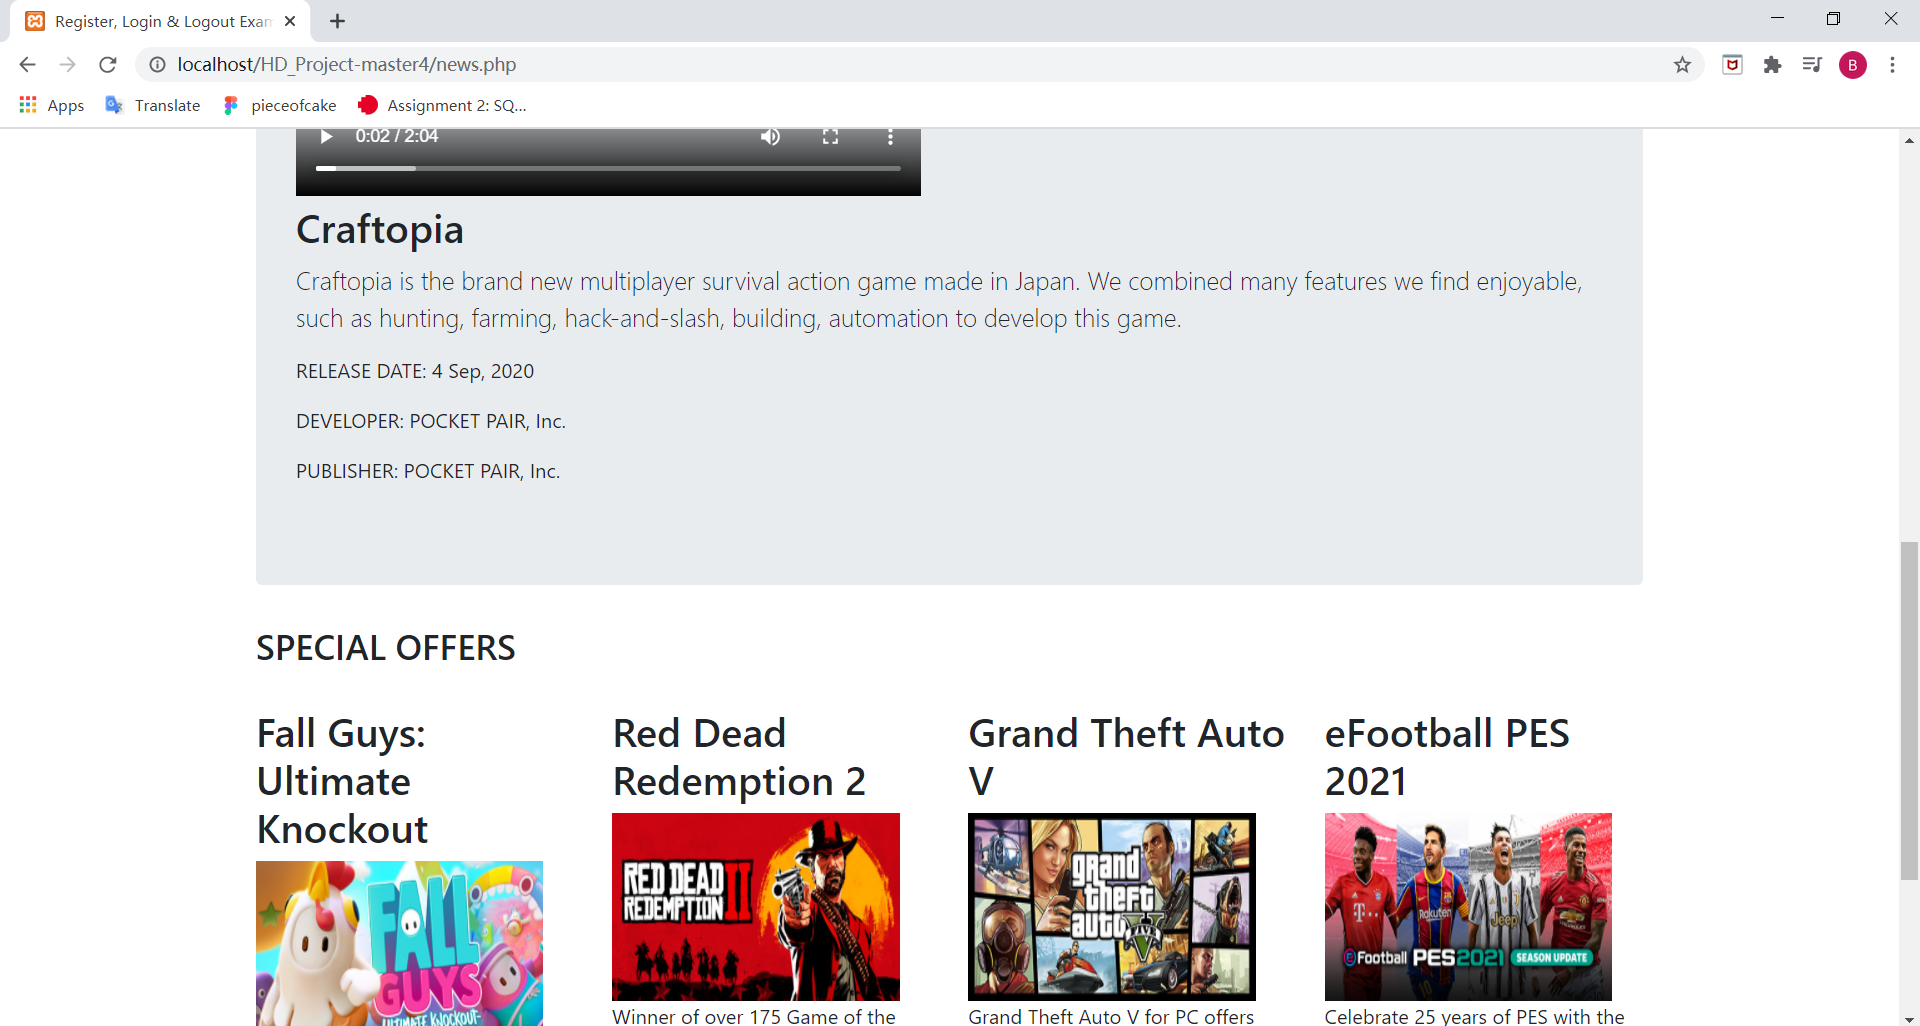 Register, Login & Logout Exam
localhost/HD_Project-master4/news.php
B
Apps
Translate
pieceofcake
Assignment 2: SQ...
0:02 / 2:04
Craftopia
Craftopia is the brand new multiplayer survival action game made in Japan. We combined many features we find enjoyable,
such as hunting, farming, hack-and-slash, building, automation to develop this game.
RELEASE DATE: 4 Sep, 2020
DEVELOPER: POCKET PAIR, Inc.
PUBLISHER: POCKET PAIR, Inc.
SPECIAL OFFERS
Fall Guys:
Ultimate
Knockout
FALL
GUYS
ULTIMATE KNOCKOUT
Red Dead
Redemption 2
RED DEAD
REDEMPTION II
Winner of over 175 Game of the
Grand Theft Auto
V
grand
theft
auto
V
Grand Theft Auto V for PC offers
eFootball PES
2021
T
Rakuten
Jeep
eFootball PES2021 SEASON UPDATE
Celebrate 25 years of PES with the